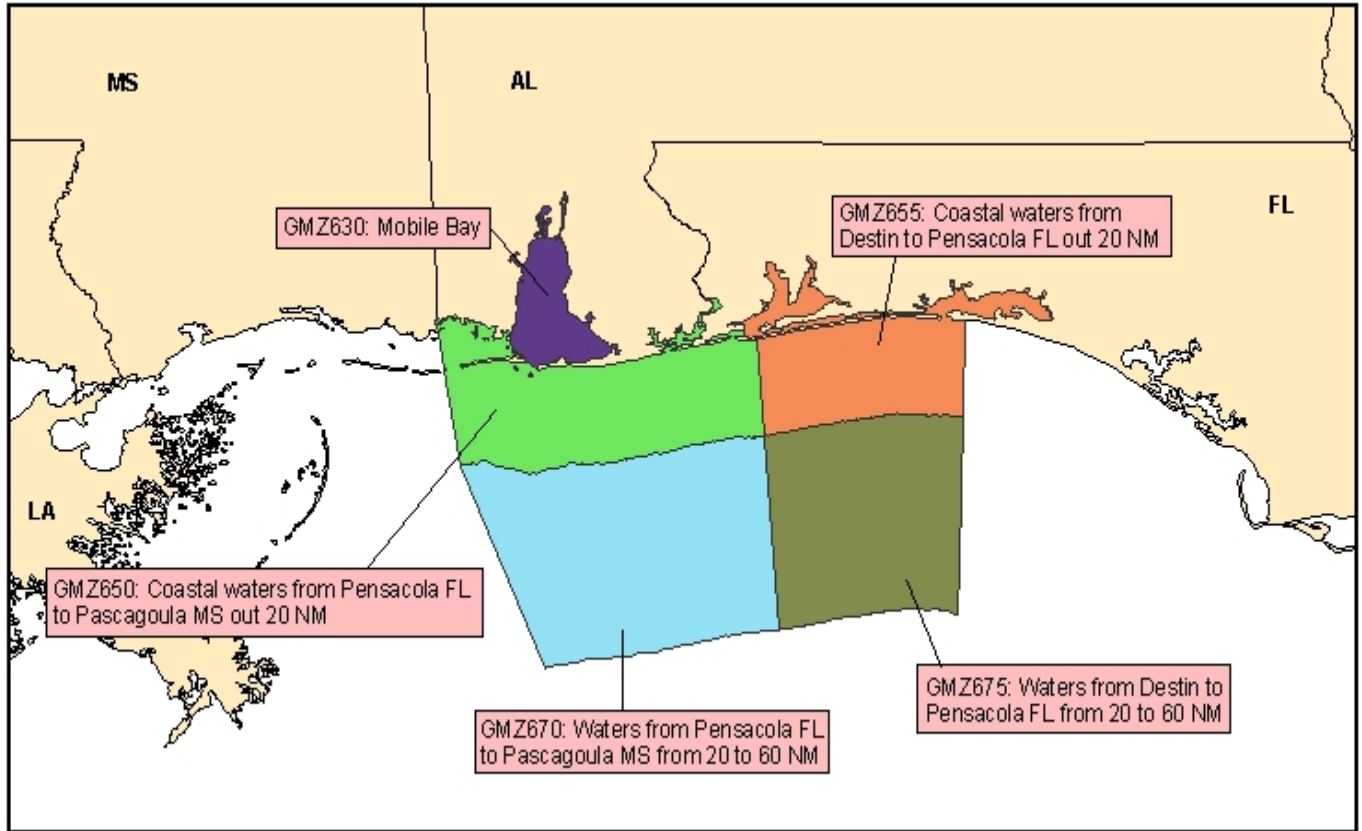 MS
AL
FL
LA
GMZ630: Mobile Bay
GMZ655: Coastal waters from
Destin to Pensacola FL out 20 NM
GMZ650: Coastal waters from Pensacola FL
to Pascagoula MS out 20 NM
GMZ675: Waters from Destin to
Pensacola FL from 20 to 60 NM
GMZ670: Waters from Pensacola FL
to Pascagoula MS from 20 to 60 NM